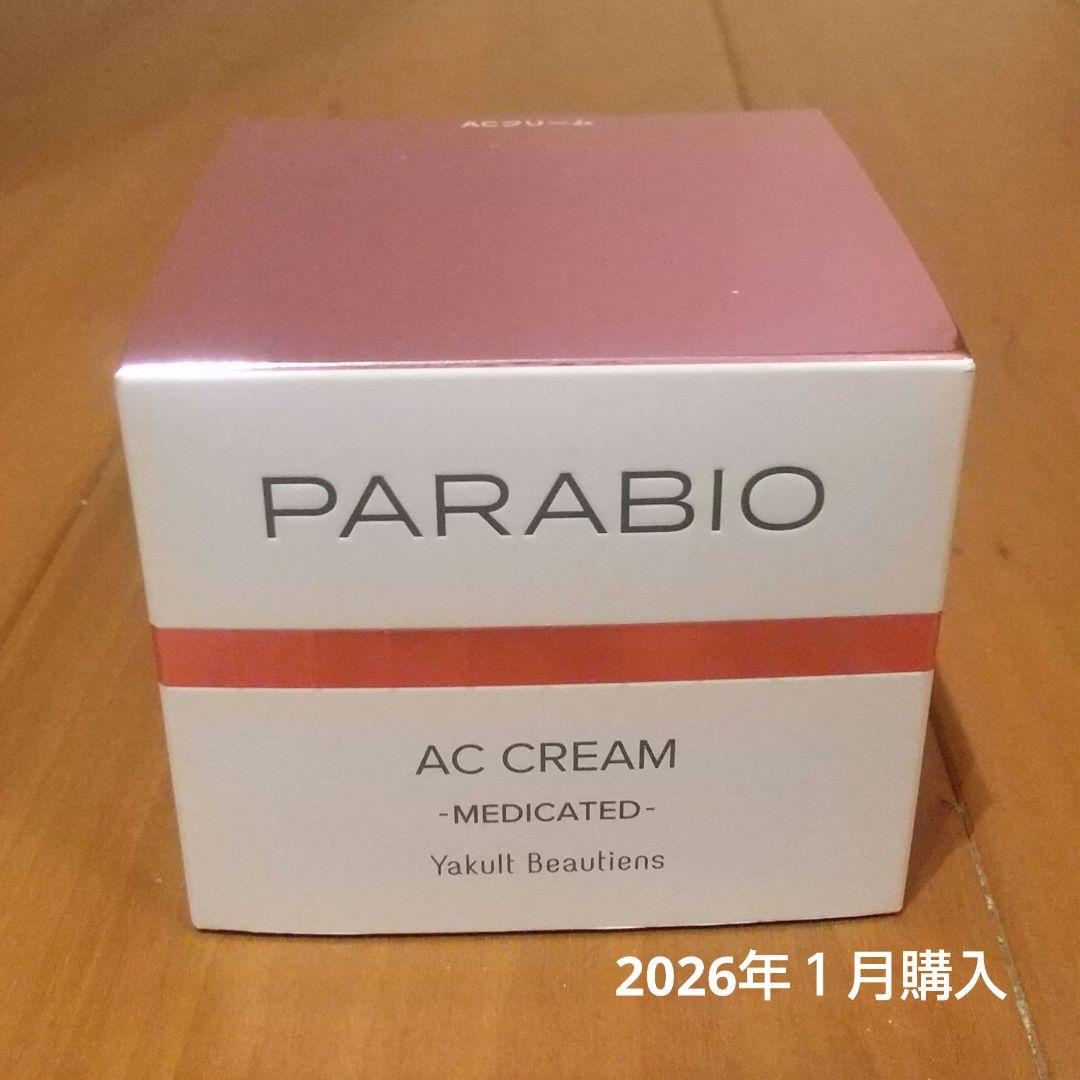 ACクリーム
PARABIO
AC CREAM
-MEDICATED-
Yakult Beautiens
2026年1月購入